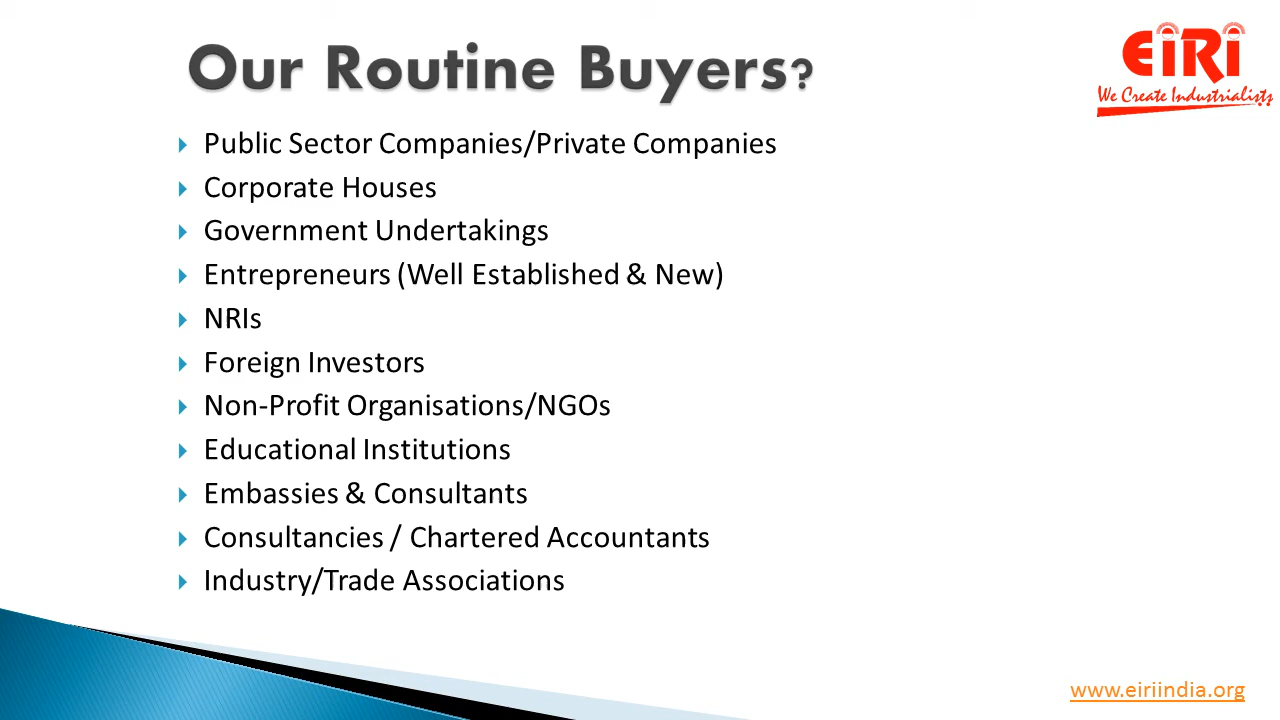 Our Routine Buyers?
EiRi
We Create Industrialists
Public Sector Companies/Private Companies
Corporate Houses
Government Undertakings
Entrepreneurs (Well Established & New)
NRIs
Foreign Investors
Non-Profit Organisations/NGOs
Educational Institutions
Embassies & Consultants
Consultancies / Chartered Accountants
Industry/Trade Associations
www.eiriindia.org